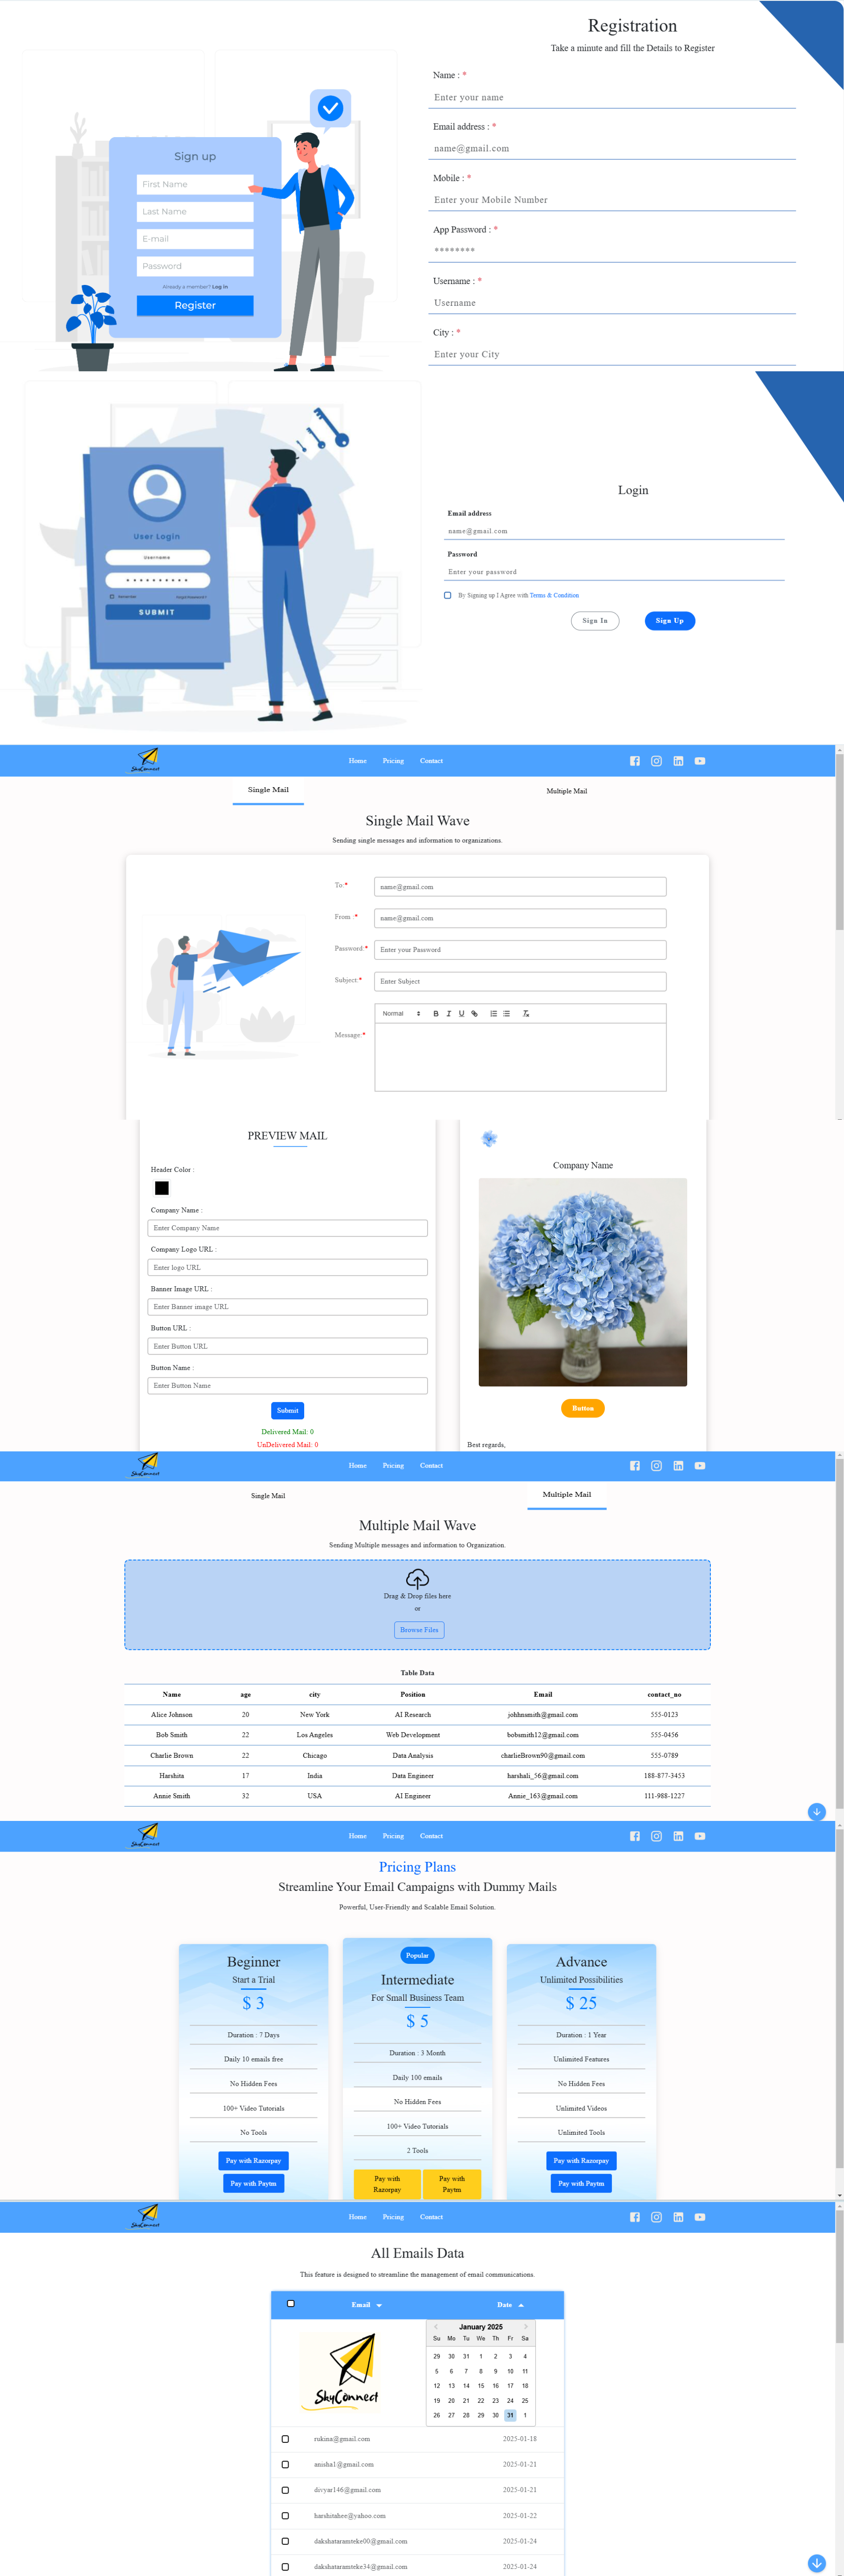 Registration
Take a minute and fill the Details to Register
Name : *
Enter your name
Email address : *
name@gmail.com
Mobile : *
Enter your Mobile Number
App Password : *
********
Username : *
Username
City : *
Enter your City
Sign up
First Name
Last Name
E-mail
Password
Already a member? Log In
Register
User Login
Username
Remember
SUBMIT
Login
Email address
name@gmail.com
Password
Enter your password
By Signing up I Agree with Terms & Condition
Sign In Sign Up
SkyConnect
Home Pricing Contact
Single Mail Multiple Mail
Single Mail Wave
Sending single messages and information to organizations.
To:*
name@gmail.com
From :*
name@gmail.com
Password:*
Enter your Password
Subject:*
Enter Subject
Normal B I U
Message:*
PREVIEW MAIL
Header Color :
Company Name :
Enter Company Name
Company Logo URL :
Enter logo URL
Banner Image URL :
Enter Banner image URL
Button URL :
Enter Button URL
Button Name :
Enter Button Name
Submit
Delivered Mail: 0
UnDelivered Mail: 0
Company Name
Button
Best regards,
SkyConnect
Home Pricing Contact
Single Mail Multiple Mail
Multiple Mail Wave
Sending Multiple messages and information to Organization.
Drag & Drop files here
or
Browse Files
Table Data
Name age city Position Email contact_no
Alice Johnson 20 New York AI Research johhnsmith@gmail.com 555-0123
Bob Smith 22 Los Angeles Web Development bobsmith12@gmail.com 555-0456
Charlie Brown 22 Chicago Data Analysis charlieBrown90@gmail.com 555-0789
Harshita 17 India Data Engineer harshali_56@gmail.com 188-877-3453
Annie Smith 32 USA AI Engineer Annie_163@gmail.com 111-988-1227
SkyConnect
Home Pricing Contact
Pricing Plans
Streamline Your Email Campaigns with Dummy Mails
Powerful, User-Friendly and Scalable Email Solution.
Beginner
Start a Trial
$ 3
Duration : 7 Days
Daily 10 emails free
No Hidden Fees
100+ Video Tutorials
No Tools
Pay with Razorpay
Pay with Paytm
Popular
Intermediate
For Small Business Team
$ 5
Duration : 3 Month
Daily 100 emails
No Hidden Fees
100+ Video Tutorials
2 Tools
Pay with Razorpay
Pay with Paytm
Advance
Unlimited Possibilities
$ 25
Duration : 1 Year
Unlimited Features
No Hidden Fees
Unlimited Videos
Unlimited Tools
Pay with Razorpay
Pay with Paytm
SkyConnect
Home Pricing Contact
All Emails Data
This feature is designed to streamline the management of email communications.
Email Date
SkyConnect
January 2025
Su Mo Tu We Th Fr Sa
29 30 31 1 2 3 4
5 6 7 8 9 10 11
12 13 14 15 16 17 18
19 20 21 22 23 24 25
26 27 28 29 30 31 1
rukina@gmail.com 2025-01-18
anisha1@gmail.com 2025-01-21
divyar146@gmail.com 2025-01-21
harshitahee@yahoo.com 2025-01-22
dakshataramteke00@gmail.com 2025-01-24
dakshataramteke34@gmail.com 2025-01-24